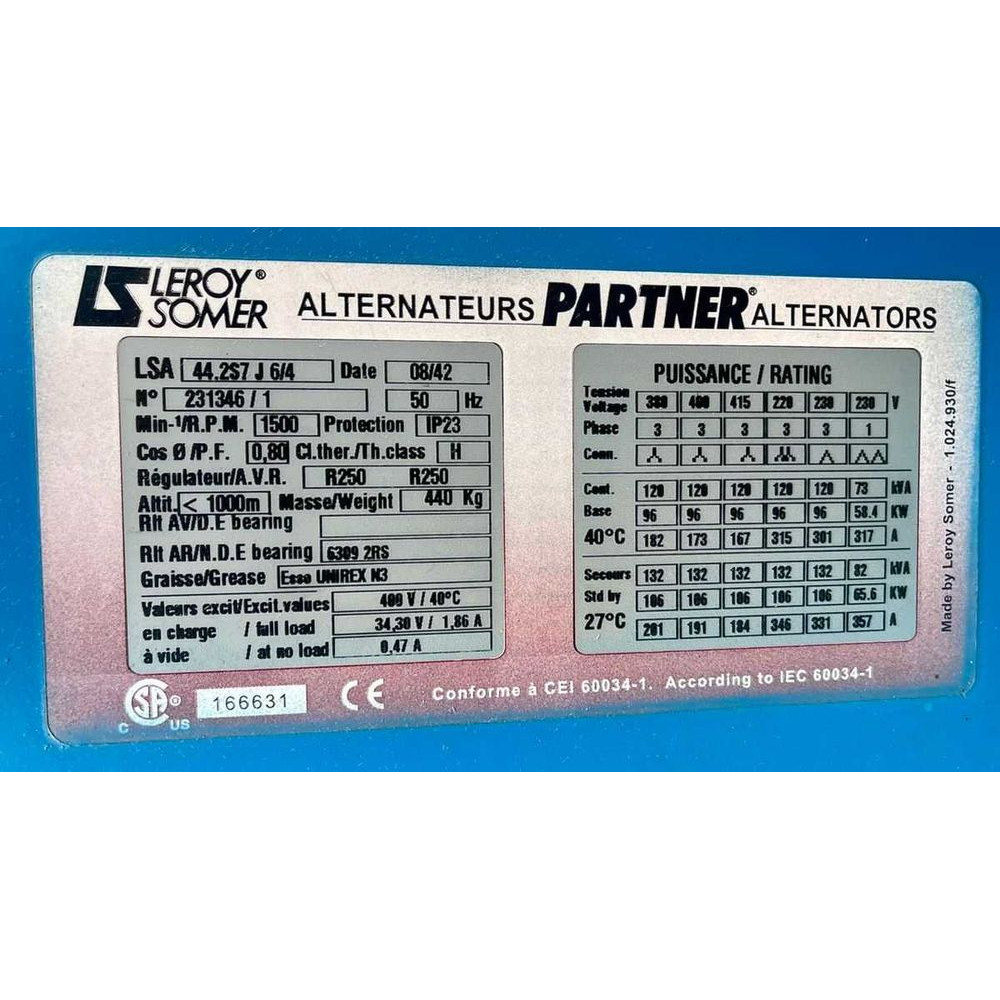 LS LEROY® SOMER ALTERNATEURS PARTNER® ALTERNATORS
LSA 44.2S7 J 6/4 Date 08/42
N° 231346 / 1 50 Hz
Min-¹/R.P.M. 1500 Protection IP23
Cos Ø /P.F. 0,80 Cl.ther./Th.class H
Régulateur/A.V.R. R250 R250
Altit. < 1000m Masse/Weight 440 Kg
Rlt AV/D.E bearing
Rlt AR/N.D.E bearing 6309 2RS
Graisse/Grease Esso UNIREX N3
Valeurs excit/Excit.values 400 V / 40°C
en charge / full load 34,30 V / 1,86 A
à vide / at no load 0,47 A
PUISSANCE / RATING
Tension
Voltage 380 400 415 220 230 230 V
Phase 3 3 3 3 3 1
Conn.
Cont. 120 120 120 120 120 73 kVA
Base 96 96 96 96 96 58.4 KW
40°C 182 173 167 315 301 317 A
Secours 132 132 132 132 132 82 kVA
Std by 106 106 106 106 106 65.6 KW
27°C 201 191 184 346 331 357 A
Made by Leroy Somer - 1.024.930/f
C SA® US 166631 CE Conforme à CEI 60034-1. According to IEC 60034-1